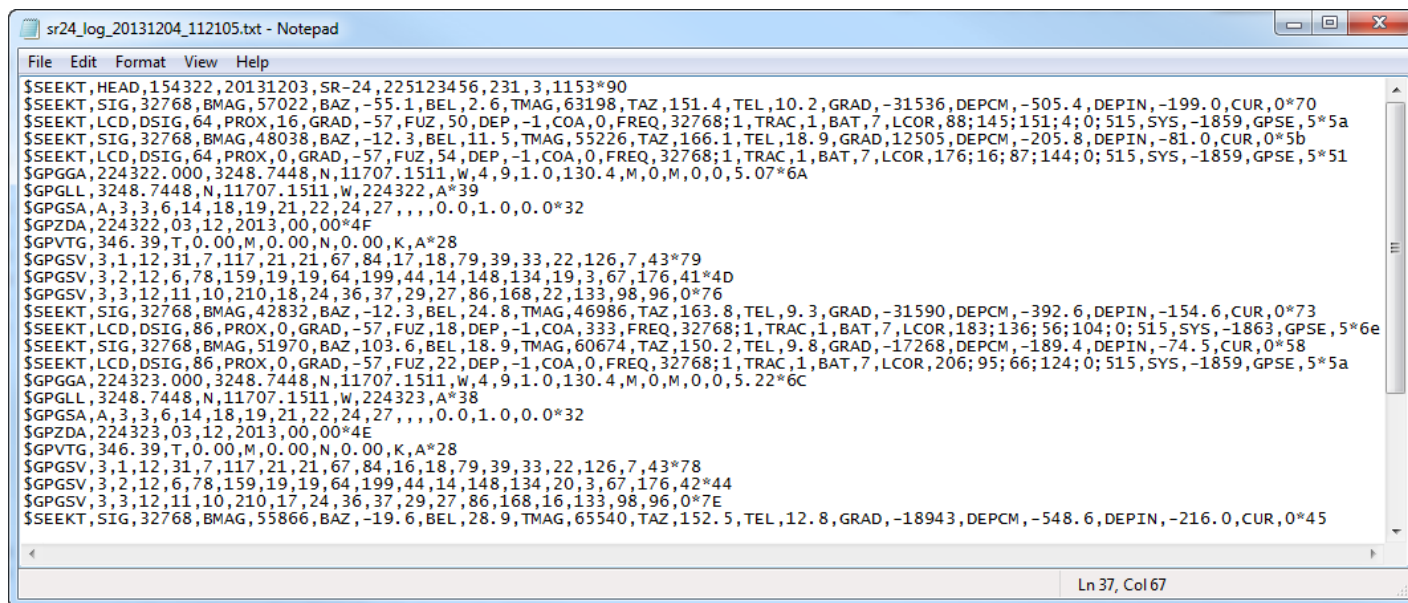 sr24_log_20131204_112105.txt - Notepad
File Edit Format View Help
$SEEKT,HEAD,154322,20131203,SR-24,225123456,231,3,1153*90
$SEEKT,SIG,32768,BMAG,57022,BAZ,-55.1,BEL,2.6,TMAG,63198,TAZ,151.4,TEL,10.2,GRAD,-31536,DEPCM,-505.4,DEPIN,-199.0,CUR,0*70
$SEEKT,LCD,DSIG,64,PROX,16,GRAD,-57,FUZ,50,DEP,-1,COA,0,FREQ,32768;1,TRAC,1,BAT,7,LCOR,88;145;151;4;0;515,SYS,-1859,GPSE,5*5a
$SEEKT,SIG,32768,BMAG,48038,BAZ,-12.3,BEL,11.5,TMAG,55226,TAZ,166.1,TEL,18.9,GRAD,12505,DEPCM,-205.8,DEPIN,-81.0,CUR,0*5b
$SEEKT,LCD,DSIG,64,PROX,0,GRAD,-57,FUZ,54,DEP,-1,COA,0,FREQ,32768;1,TRAC,1,BAT,7,LCOR,176;16;87;144;0;515,SYS,-1859,GPSE,5*51
$GPGGA,224322.000,3248.7448,N,11707.1511,W,4,9,1.0,130.4,M,0,M,0,0,5.07*6A
$GPGLL,3248.7448,N,11707.1511,W,224322,A*39
$GPGSA,A,3,3,6,14,18,19,21,22,24,27,,,,0.0,1.0,0.0*32
$GPZDA,224322,03,12,2013,00,00*4F
$GPVTG,346.39,T,0.00,M,0.00,N,0.00,K,A*28
$GPGSV,3,1,12,31,7,117,21,21,67,84,17,18,79,39,33,22,126,7,43*79
$GPGSV,3,2,12,6,78,159,19,19,64,199,44,14,148,134,19,3,67,176,41*4D
$GPGSV,3,3,12,11,10,210,18,24,36,37,29,27,86,168,22,133,98,96,0*76
$SEEKT,SIG,32768,BMAG,42832,BAZ,-12.3,BEL,24.8,TMAG,46986,TAZ,163.8,TEL,9.3,GRAD,-31590,DEPCM,-392.6,DEPIN,-154.6,CUR,0*73
$SEEKT,LCD,DSIG,86,PROX,0,GRAD,-57,FUZ,18,DEP,-1,COA,333,FREQ,32768;1,TRAC,1,BAT,7,LCOR,183;136;56;104;0;515,SYS,-1863,GPSE,5*6e
$SEEKT,SIG,32768,BMAG,51970,BAZ,103.6,BEL,18.9,TMAG,60674,TAZ,150.2,TEL,9.8,GRAD,-17268,DEPCM,-189.4,DEPIN,-74.5,CUR,0*58
$SEEKT,LCD,DSIG,86,PROX,0,GRAD,-57,FUZ,22,DEP,-1,COA,0,FREQ,32768;1,TRAC,1,BAT,7,LCOR,206;95;66;124;0;515,SYS,-1859,GPSE,5*5a
$GPGGA,224323.000,3248.7448,N,11707.1511,W,4,9,1.0,130.4,M,0,M,0,0,5.22*6C
$GPGLL,3248.7448,N,11707.1511,W,224323,A*38
$GPGSA,A,3,3,6,14,18,19,21,22,24,27,,,,0.0,1.0,0.0*32
$GPZDA,224323,03,12,2013,00,00*4E
$GPVTG,346.39,T,0.00,M,0.00,N,0.00,K,A*28
$GPGSV,3,1,12,31,7,117,21,21,67,84,16,18,79,39,33,22,126,7,43*78
$GPGSV,3,2,12,6,78,159,19,19,64,199,44,14,148,134,20,3,67,176,42*44
$GPGSV,3,3,12,11,10,210,17,24,36,37,29,27,86,168,16,133,98,96,0*7E
$SEEKT,SIG,32768,BMAG,55866,BAZ,-19.6,BEL,28.9,TMAG,65540,TAZ,152.5,TEL,12.8,GRAD,-18943,DEPCM,-548.6,DEPIN,-216.0,CUR,0*45
Ln 37, Col 67